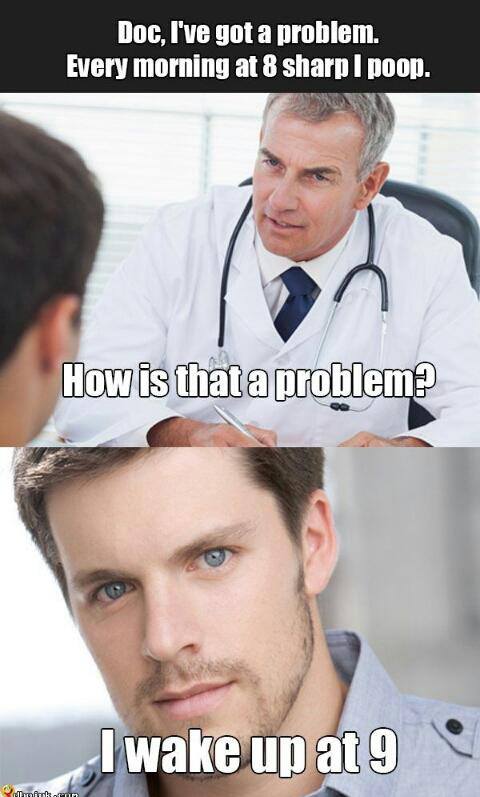 Doc, I've got a problem.
Every morning at 8 sharp I poop.
How is that a problem?
I wake up at 9